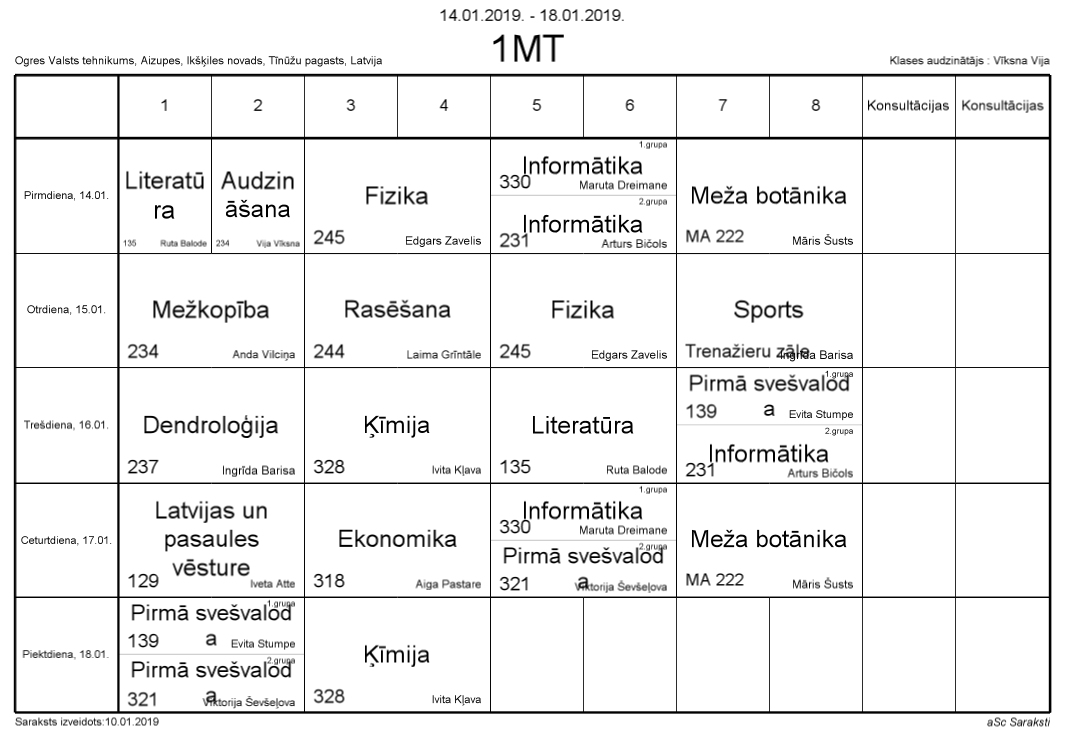 14.01.2019. - 18.01.2019.
1MT
Ogres Valsts tehnikums, Aizupes, Ikšķiles novads, Tīnūžu pagasts, Latvija
Klases audzinātājs : Vīksna Vija
1 2 3 4 5 6 7 8 Konsultācijas Konsultācijas
Pirmdiena, 14.01.
Literatū
ra
135 Ruta Balode
Audzin
āšana
234 Vija Vīksna
Fizika
245 Edgars Zavelis
1.grupa
Informātika
330 Maruta Dreimane
2.grupa
Informātika
231 Arturs Bičols
Meža botānika
MA 222 Māris Šusts
Otrdiena, 15.01.
Mežkopība
234 Anda Vilciņa
Rasēšana
244 Laima Grīntāle
Fizika
245 Edgars Zavelis
Sports
Trenažieru zāle Ingrīda Barisa
Trešdiena, 16.01.
Dendroloģija
237 Ingrīda Barisa
Ķīmija
328 Ivita Kļava
Literatūra
135 Ruta Balode
1.grupa
Pirmā svešvalod
a
139 Evita Stumpe
2.grupa
Informātika
231 Arturs Bičols
Ceturtdiena, 17.01.
Latvijas un
pasaules
vēsture
129 Iveta Atte
Ekonomika
318 Aiga Pastare
1.grupa
Informātika
330 Maruta Dreimane
2.grupa
Pirmā svešvalod
a
321 Viktorija Ševšeļova
Meža botānika
MA 222 Māris Šusts
Piektdiena, 18.01.
1.grupa
Pirmā svešvalod
a
139 Evita Stumpe
2.grupa
Pirmā svešvalod
a
321 Viktorija Ševšeļova
Ķīmija
328 Ivita Kļava
Saraksts izveidots:10.01.2019
aSc Saraksti